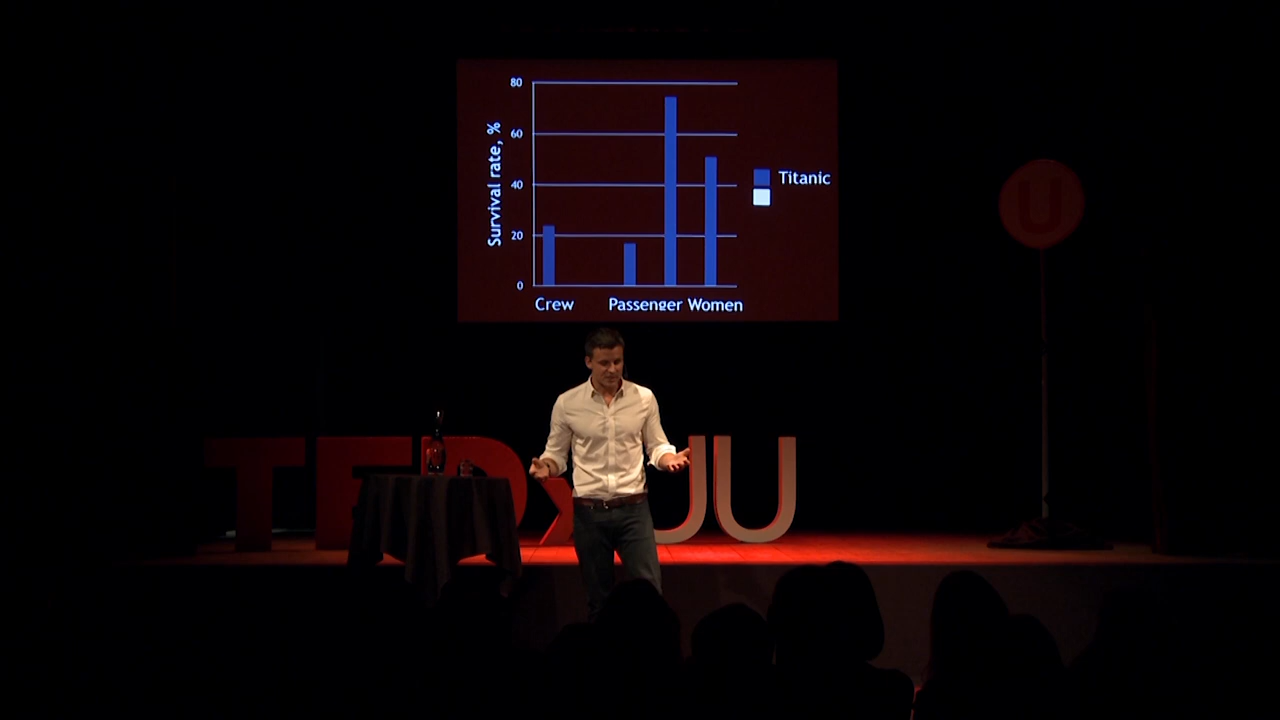 80
60
40
20
0
Survival rate, %
Crew
Passenger
Women
Titanic
U
TEDxJU